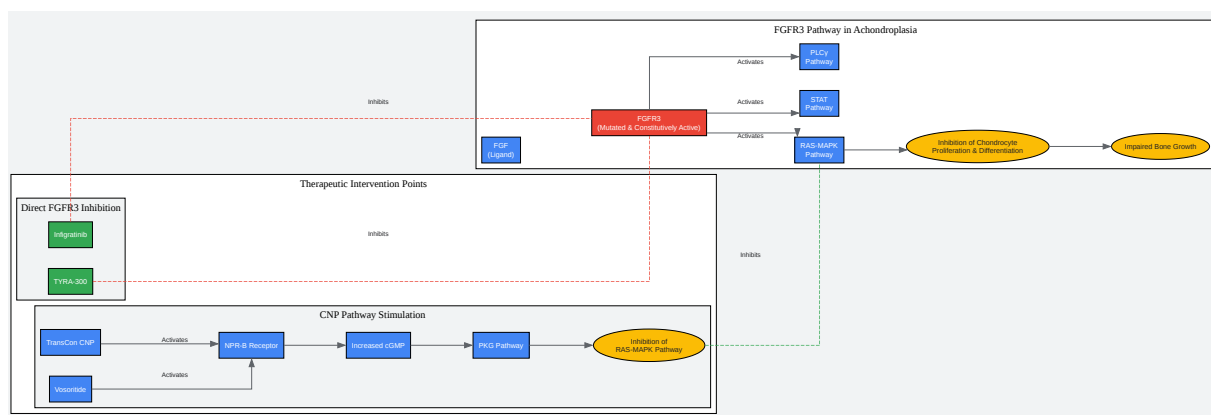 FGFR3 Pathway in Achondroplasia
PLCγ
Pathway
Activates
STAT
Pathway
Activates
FGFR3
(Mutated & Constitutively Active)
Activates
FGF
(Ligand)
RAS-MAPK
Pathway
Inhibition of Chondrocyte
Proliferation & Differentiation
Impaired Bone Growth
Inhibits
Therapeutic Intervention Points
Direct FGFR3 Inhibition
Infigratinib
TYRA-300
Inhibits
Inhibits
CNP Pathway Stimulation
TransCon CNP
Activates
NPR-B Receptor
Increased cGMP
PKG Pathway
Inhibition of
RAS-MAPK Pathway
Vosoritide
Activates